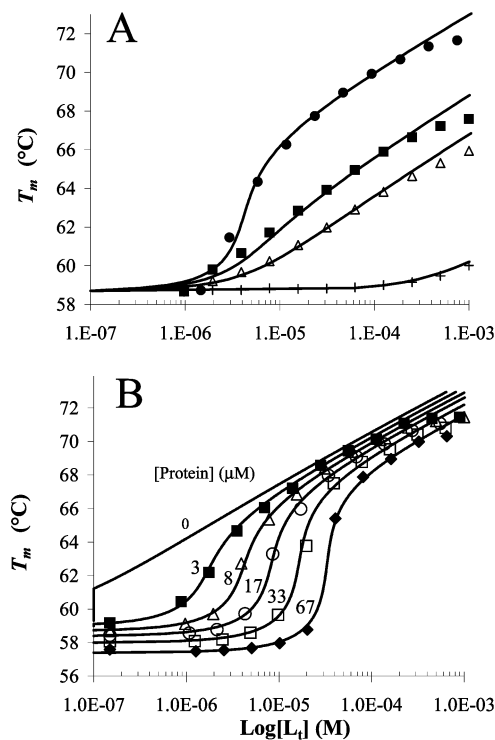 A
72
70
68
66
64
62
60
58
Tm (°C)
1.E-07 1.E-06 1.E-05 1.E-04 1.E-03
B
72
70
68
66
64
62
60
58
56
Tm (°C)
[Protein] (μM)
0
3
8
17
33
67
1.0E-07 1.0E-06 1.0E-05 1.0E-04 1.0E-03
Log[Lt] (M)